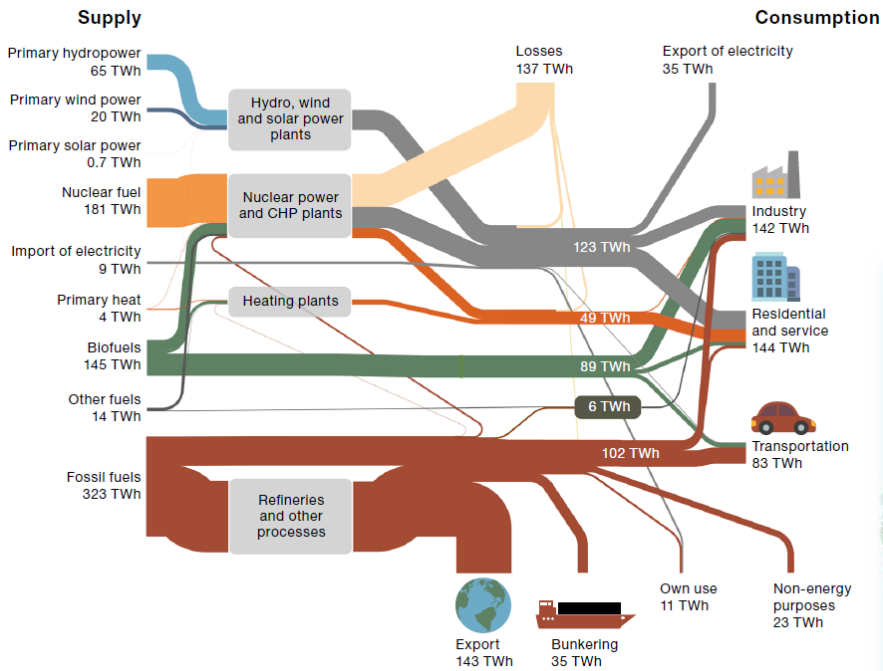 Supply
Consumption
Primary hydropower
65 TWh
Primary wind power
20 TWh
Primary solar power
0.7 TWh
Nuclear fuel
181 TWh
Import of electricity
9 TWh
Primary heat
4 TWh
Biofuels
145 TWh
Other fuels
14 TWh
Fossil fuels
323 TWh
Hydro, wind
and solar power
plants
Nuclear power
and CHP plants
Heating plants
Refineries
and other
processes
Losses
137 TWh
Export of electricity
35 TWh
123 TWh
49 TWh
89 TWh
6 TWh
102 TWh
Industry
142 TWh
Residential
and service
144 TWh
Transportation
83 TWh
Export
143 TWh
Bunkering
35 TWh
Own use
11 TWh
Non-energy
purposes
23 TWh